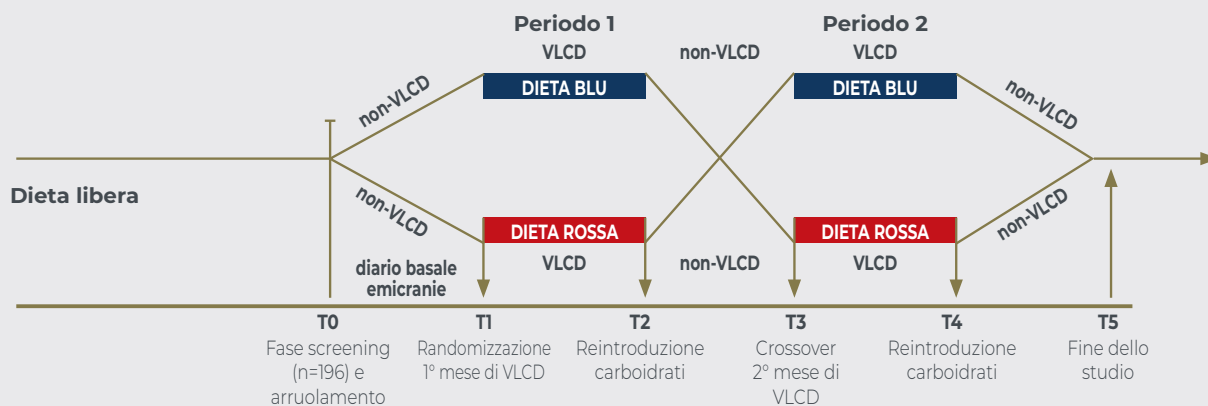 Periodo 1
Periodo 2
VLCD
non-VLCD
VLCD
DIETA BLU
DIETA BLU
non-VLCD
non-VLCD
Dieta libera
non-VLCD
non-VLCD
DIETA ROSSA
DIETA ROSSA
VLCD
non-VLCD
VLCD
diario basale
emicranie
T0
T1
T2
T3
T4
T5
Fase screening
(n=196) e
arruolamento
Randomizzazione
1° mese di VLCD
Reintroduzione
carboidrati
Crossover
2° mese di
VLCD
Reintroduzione
carboidrati
Fine dello
studio